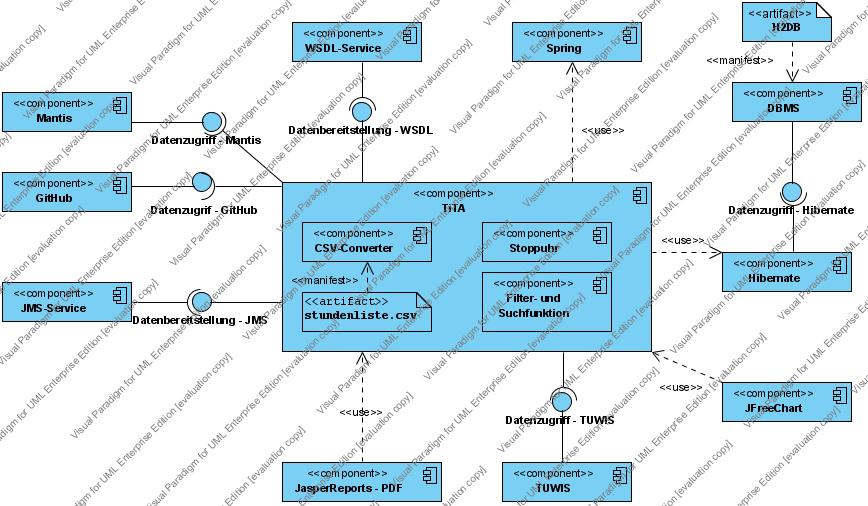 <<component>>
WSDL-Service
<<component>>
Spring
<<artifact>>
H2DB
<<manifest>>
<<component>>
Mantis
<<component>>
DBMS
Datenzugriff - Mantis
Datenbereitstellung - WSDL
<<use>>
<<component>>
GitHub
Datenzugrif - GitHub
<<component>>
TiTA
Datenzugriff - Hibernate
<<component>>
CSV-Converter
<<component>>
Stoppuhr
<<use>>
<<component>>
Hibernate
<<manifest>>
<<artifact>>
stundenliste.csv
<<component>>
Filter- und
Suchfunktion
<<component>>
JMS-Service
Datenbereitstellung - JMS
<<use>>
<<component>>
JFreeChart
<<use>>
Datenzugriff - TUWIS
<<component>>
JasperReports - PDF
<<component>>
TUWIS
Visual Paradigm for UML Enterprise Edition [evaluation copy]